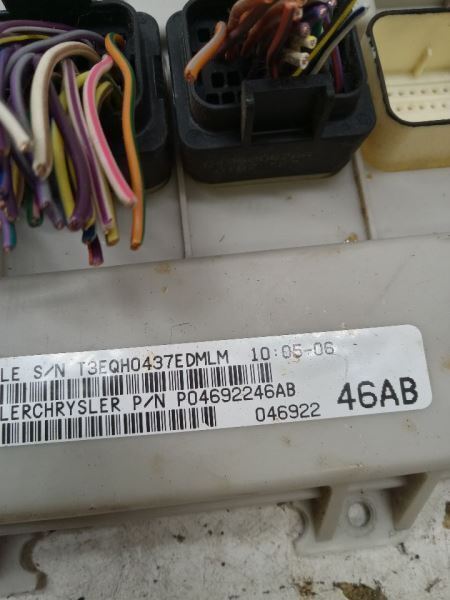 LE S/N T3EQH0437EDMLM 10:05-06
LERCHRYSLER P/N P04692246AB
046922 46AB